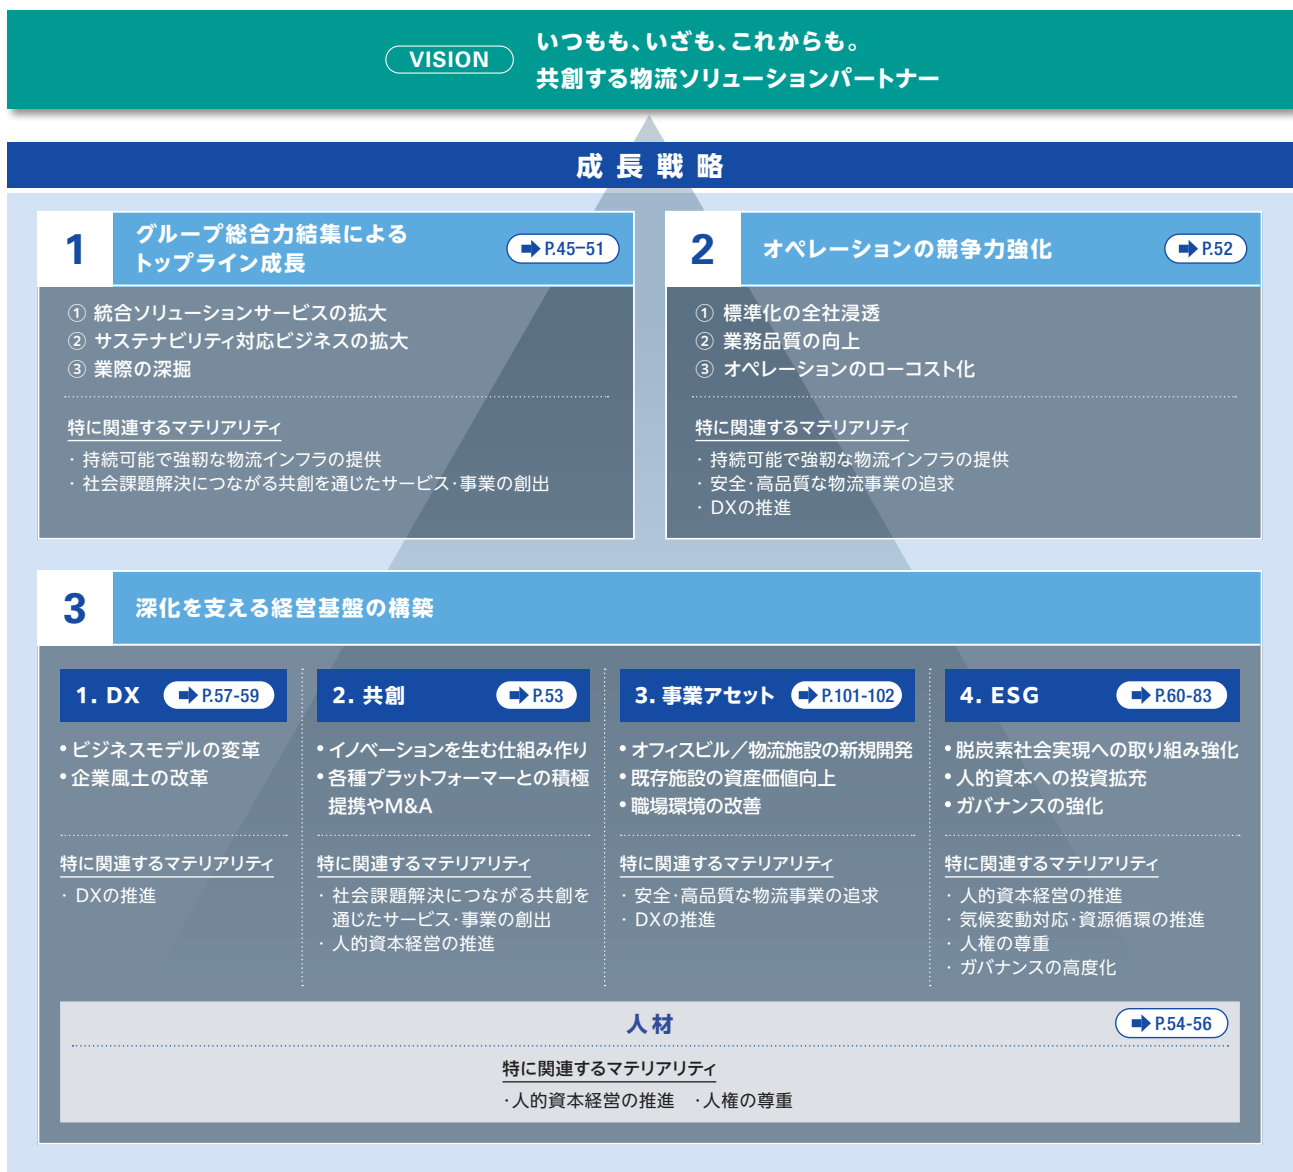 VISION
いつもも、いざも、これからも。
共創する物流ソリューションパートナー
成長戦略
1
グループ総合力結集による
トップライン成長
P.45–51
① 統合ソリューションサービスの拡大
② サステナビリティ対応ビジネスの拡大
③ 業際の深掘
特に関連するマテリアリティ
・持続可能で強靭な物流インフラの提供
・社会課題解決につながる共創を通じたサービス・事業の創出
2
オペレーションの競争力強化
P.52
① 標準化の全社浸透
② 業務品質の向上
③ オペレーションのローコスト化
特に関連するマテリアリティ
・持続可能で強靭な物流インフラの提供
・安全・高品質な物流事業の追求
・DXの推進
3
深化を支える経営基盤の構築
1. DX
P.57-59
•ビジネスモデルの変革
•企業風土の改革
特に関連するマテリアリティ
・DXの推進
2. 共創
P.53
•イノベーションを生む仕組み作り
•各種プラットフォーマーとの積極
提携やM&A
特に関連するマテリアリティ
・社会課題解決につながる共創を
通じたサービス・事業の創出
・人的資本経営の推進
3. 事業アセット
P.101-102
•オフィスビル／物流施設の新規開発
•既存施設の資産価値向上
•職場環境の改善
特に関連するマテリアリティ
・安全・高品質な物流事業の追求
・DXの推進
4. ESG
P.60-83
•脱炭素社会実現への取り組み強化
•人的資本への投資拡充
•ガバナンスの強化
特に関連するマテリアリティ
・人的資本経営の推進
・気候変動対応・資源循環の推進
・人権の尊重
・ガバナンスの高度化
人材
P.54-56
特に関連するマテリアリティ
・人的資本経営の推進 ・人権の尊重